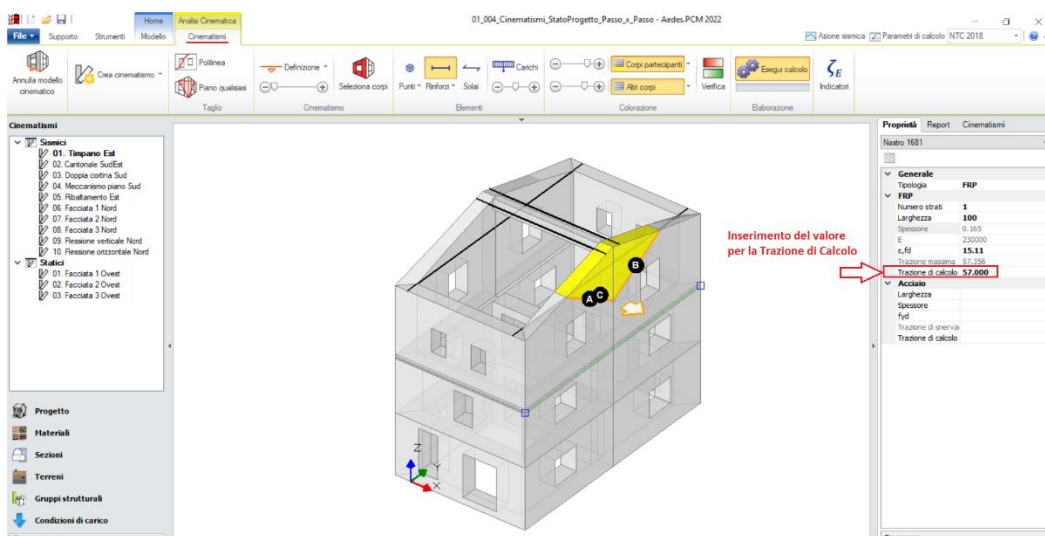 01_004_Cinematismi_StatoProgetto_Passo_x_Passo - Aedes.PCM 2022
Home
Analisi Cinematica
File
Supporto
Strumenti
Modello
Cinematismi
Azione sismica
Parametri di calcolo
NTC 2018
Annulla modello
cinematico
Crea cinematismo
Polilinea
Piano qualsiasi
Taglio
Definizione
Seleziona corpi
Cinematismo
Punti
Rinforzi
Solai
Carichi
Elementi
Corpi partecipanti
Altri corpi
Verifica
Colorazione
Esegui calcolo
Elaborazione
ζE
Indicatori
Cinematismi
Sismici
01. Timpano Est
02. Cantonale SudEst
03. Doppia cortina Sud
04. Meccanismo piano Sud
05. Ribaltamento Est
06. Facciata 1 Nord
07. Facciata 2 Nord
08. Facciata 3 Nord
09. Flessione verticale Nord
10. Flessione orizzontale Nord
Statici
01. Facciata 1 Ovest
02. Facciata 2 Ovest
03. Facciata 3 Ovest
Progetto
Materiali
Sezioni
Terreni
Gruppi strutturali
Condizioni di carico
A C
B
Z
Y
X
Inserimento del valore
per la Trazione di Calcolo
Proprietà Report Cinematismi
Nastro 1681
Generale
Tipologia FRP
FRP
Numero strati 1
Larghezza 100
Spessore 0.165
E 230000
ε,fd 15.11
Trazione massima 57.356
Trazione di calcolo 57.000
Acciaio
Larghezza
Spessore
fyd
Trazione di snerva
Trazione di calcolo